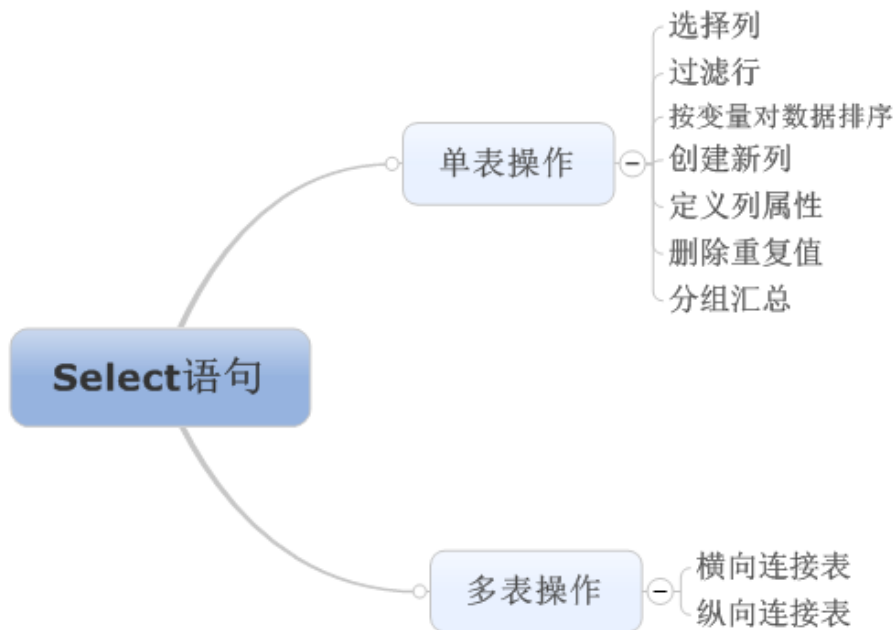 Select语句
单表操作
选择列
过滤行
按变量对数据排序
创建新列
定义列属性
删除重复值
分组汇总
多表操作
横向连接表
纵向连接表